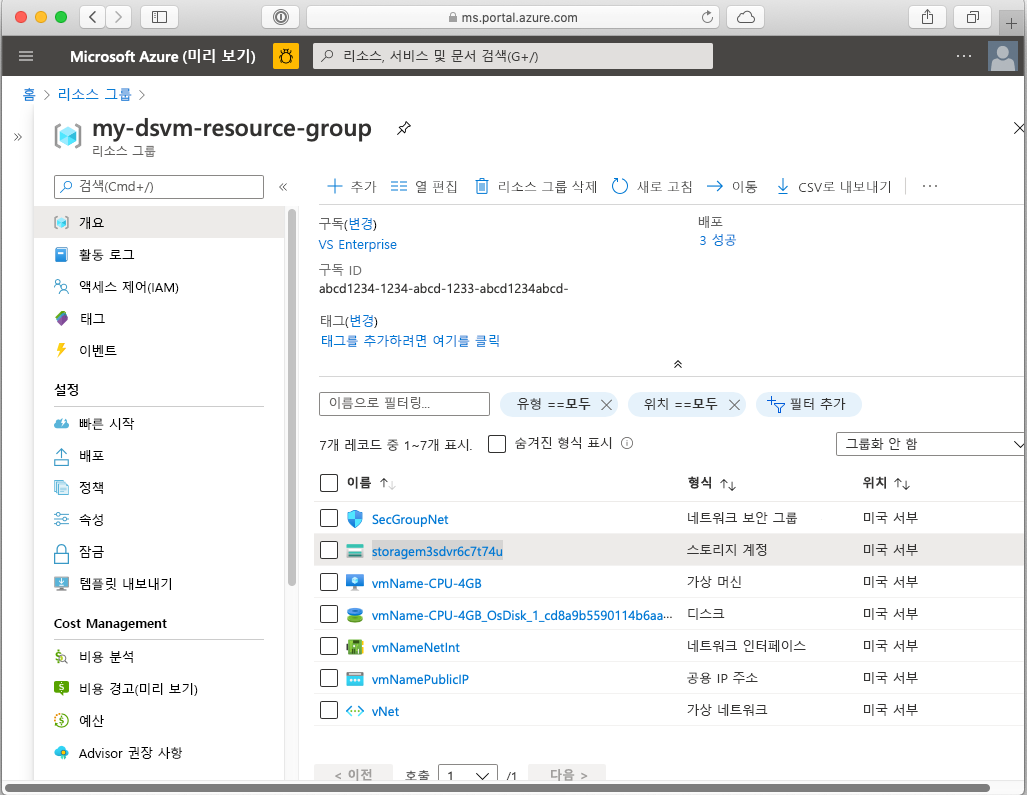 ms.portal.azure.com
Microsoft Azure (미리 보기)
리소스, 서비스 및 문서 검색(G+/)
홈 > 리소스 그룹 >
my-dsvm-resource-group
리소스 그룹
검색(Cmd+/)
추가 열 편집 리소스 그룹 삭제 새로 고침 이동 CSV로 내보내기
개요
활동 로그
액세스 제어(IAM)
태그
이벤트
설정
빠른 시작
배포
정책
속성
잠금
템플릿 내보내기
Cost Management
비용 분석
비용 경고(미리 보기)
예산
Advisor 권장 사항
구독(변경)
VS Enterprise
배포
3 성공
구독 ID
abcd1234-1234-abcd-1233-abcd1234abcd-
태그(변경)
태그를 추가하려면 여기를 클릭
이름으로 필터링... 유형 ==모두 위치 ==모두 필터 추가
7개 레코드 중 1~7개 표시. 숨겨진 형식 표시 그룹화 안 함
이름 형식 위치
SecGroupNet 네트워크 보안 그룹 미국 서부
storagem3sdvr6c7t74u 스토리지 계정 미국 서부
vmName-CPU-4GB 가상 머신 미국 서부
vmName-CPU-4GB_OsDisk_1_cd8a9b5590114b6aa... 디스크 미국 서부
vmNameNetInt 네트워크 인터페이스 미국 서부
vmNamePublicIP 공용 IP 주소 미국 서부
vNet 가상 네트워크 미국 서부
< 이전 호출 1 /1 다음 >